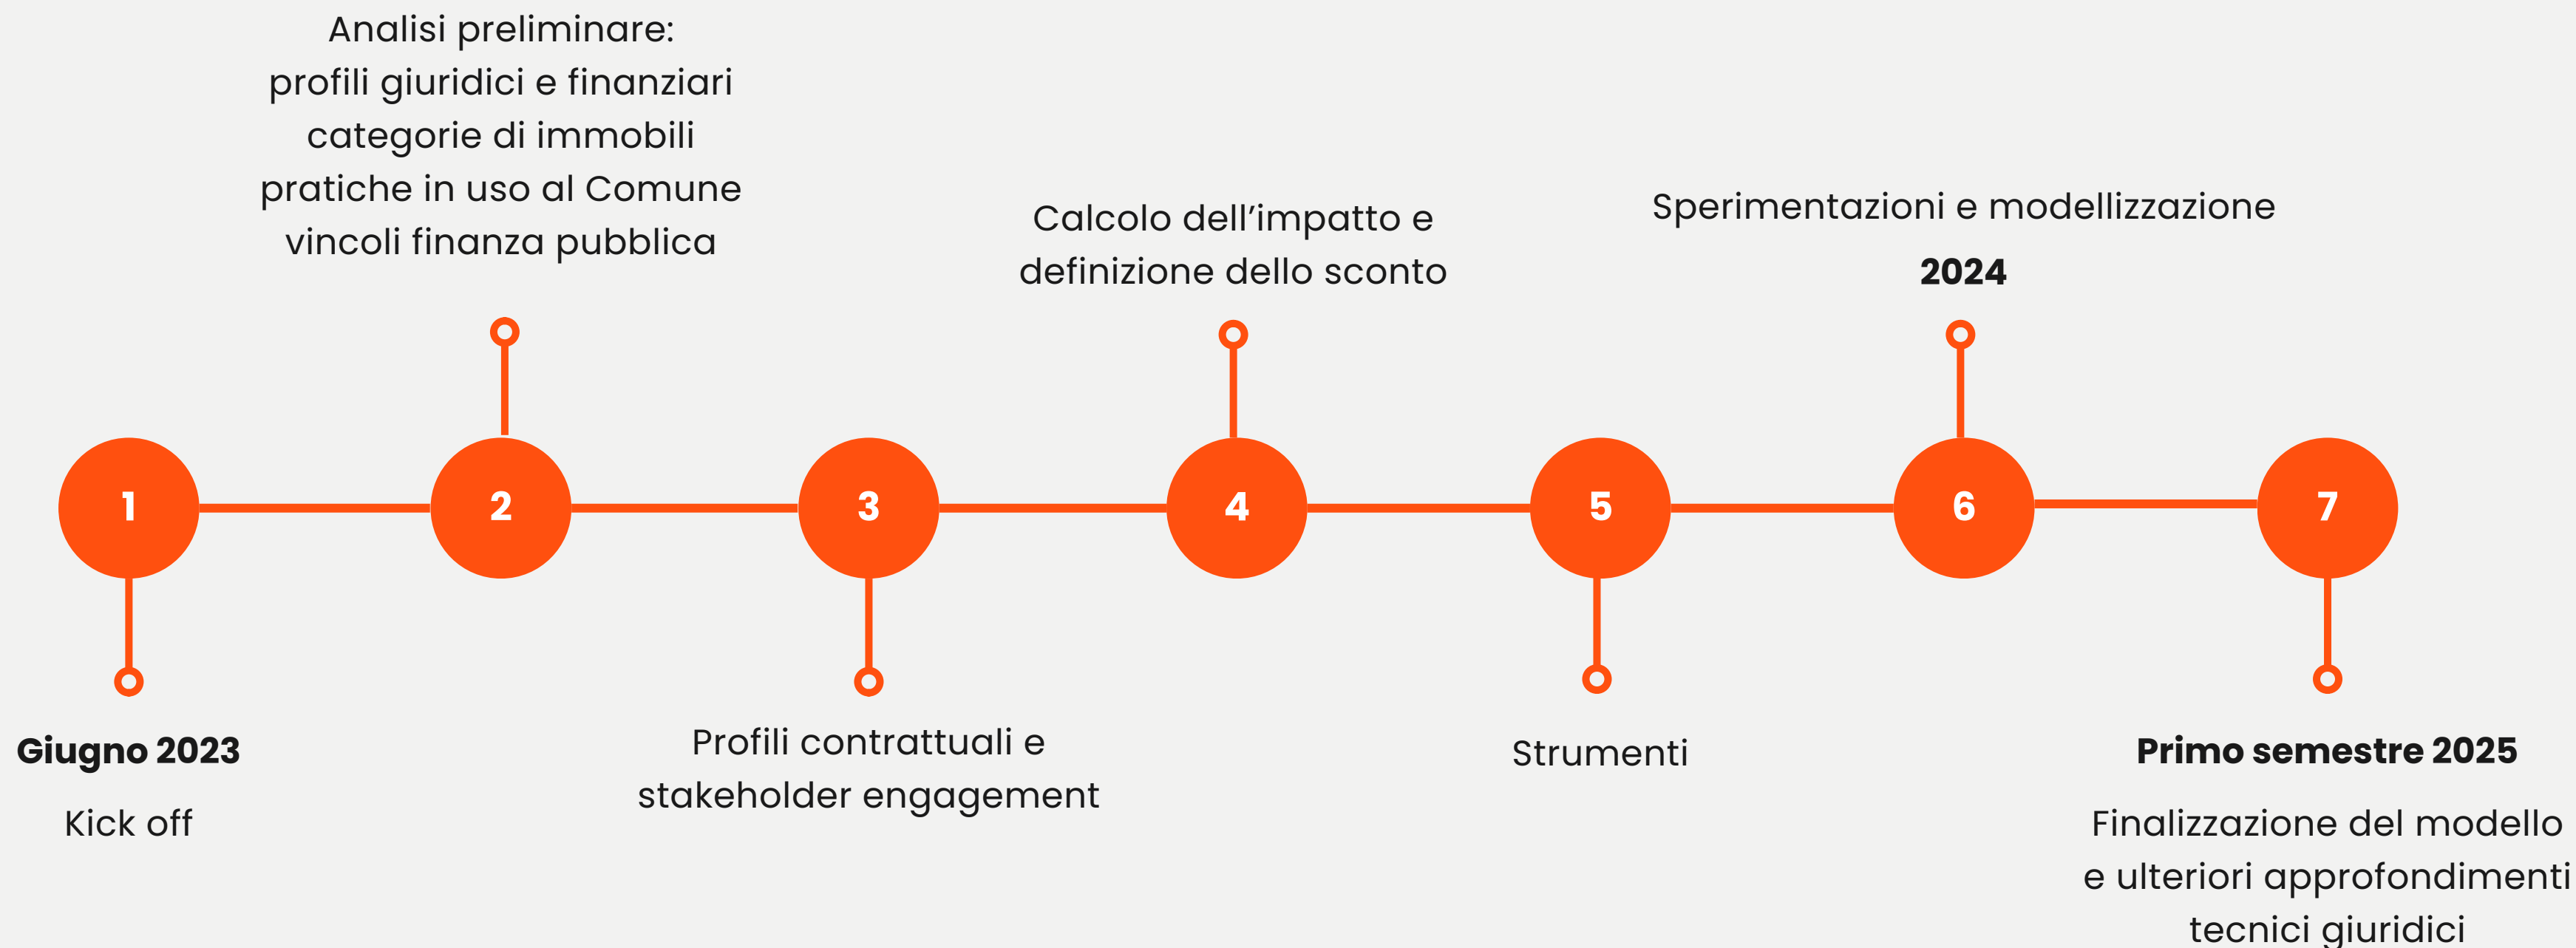 Analisi preliminare:
profili giuridici e finanziari
categorie di immobili
pratiche in uso al Comune
vincoli finanza pubblica
Calcolo dell’impatto e
definizione dello sconto
Sperimentazioni e modellizzazione
2024
1
2
3
4
5
6
7
Giugno 2023
Kick off
Profili contrattuali e
stakeholder engagement
Strumenti
Primo semestre 2025
Finalizzazione del modello
e ulteriori approfondimenti
tecnici giuridici